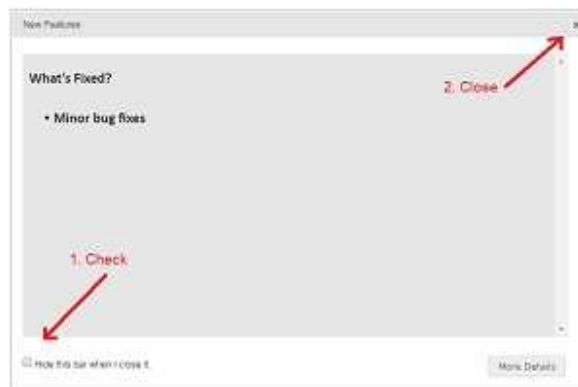 New Features
x
What's Fixed?
2. Close
• Minor bug fixes
1. Check
Hide this bar when I close it.
More Details